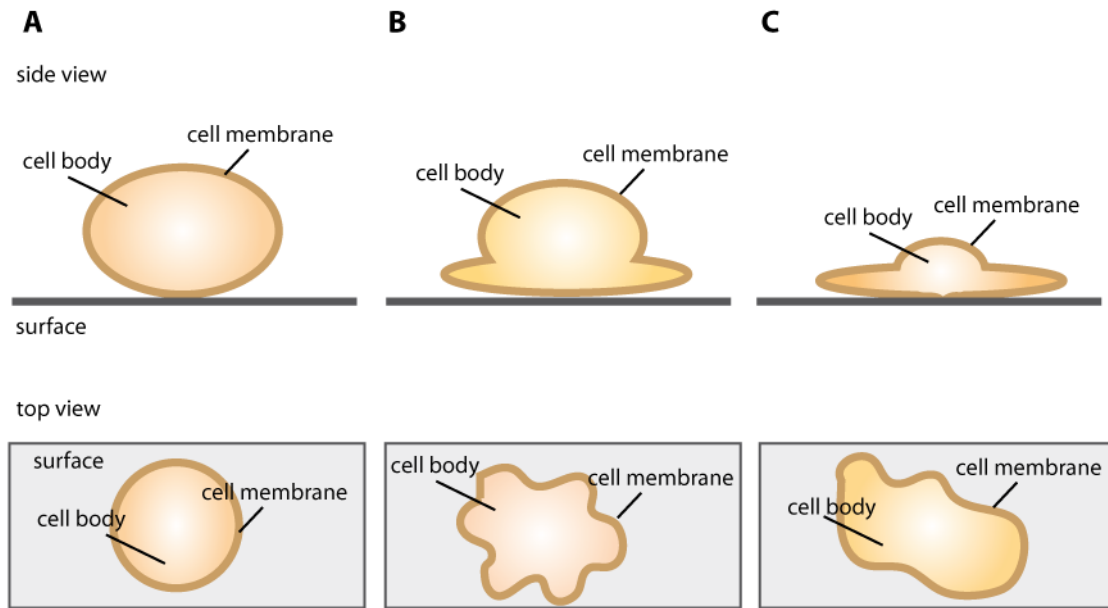 A
B
C
side view
cell membrane
cell body
cell membrane
cell body
cell membrane
cell body
surface
top view
surface
cell membrane
cell body
cell body
cell membrane
cell membrane
cell body